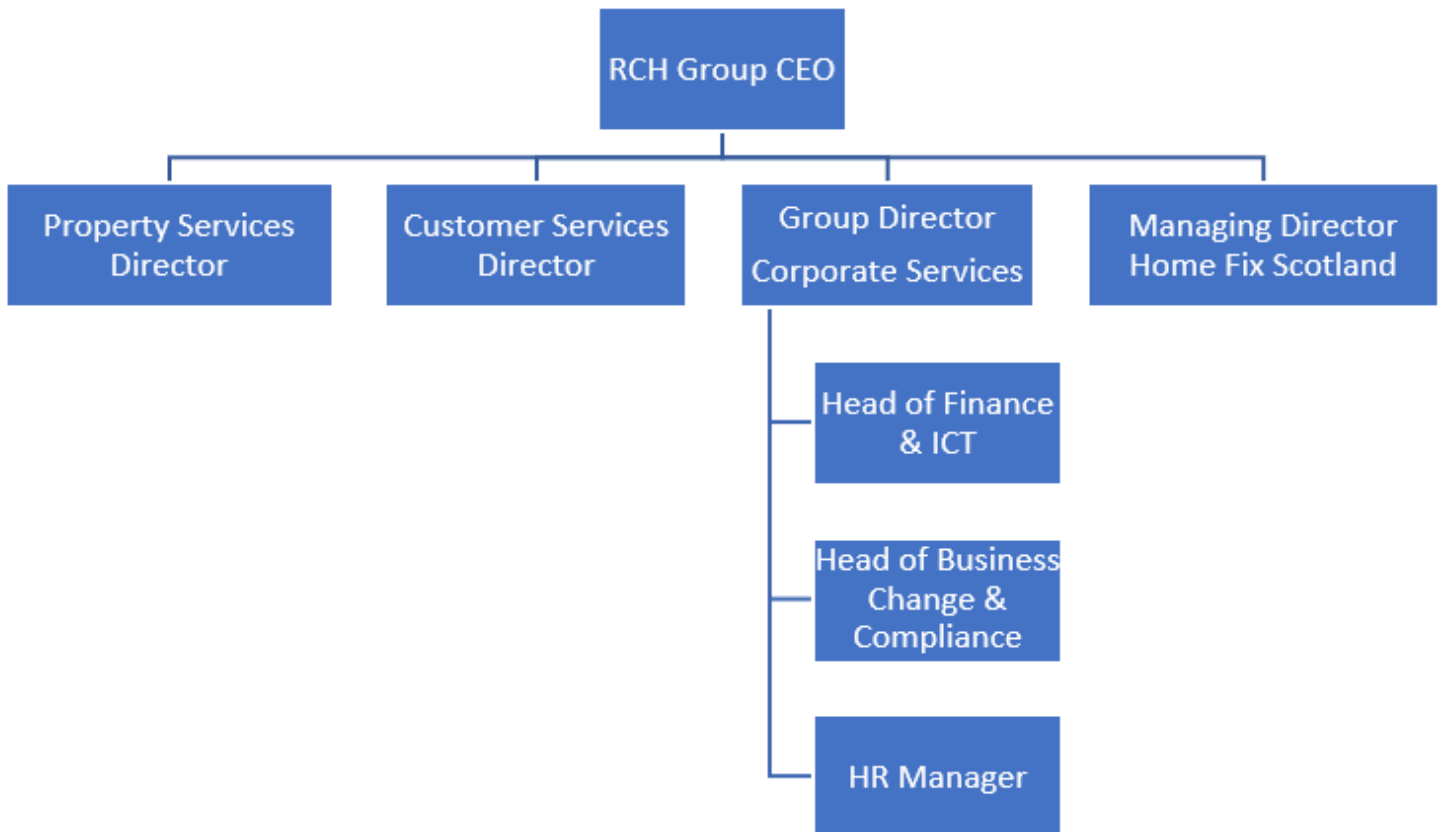 RCH Group CEO
Property Services
Director
Customer Services
Director
Group Director
Corporate Services
Managing Director
Home Fix Scotland
Head of Finance
& ICT
Head of Business
Change &
Compliance
HR Manager